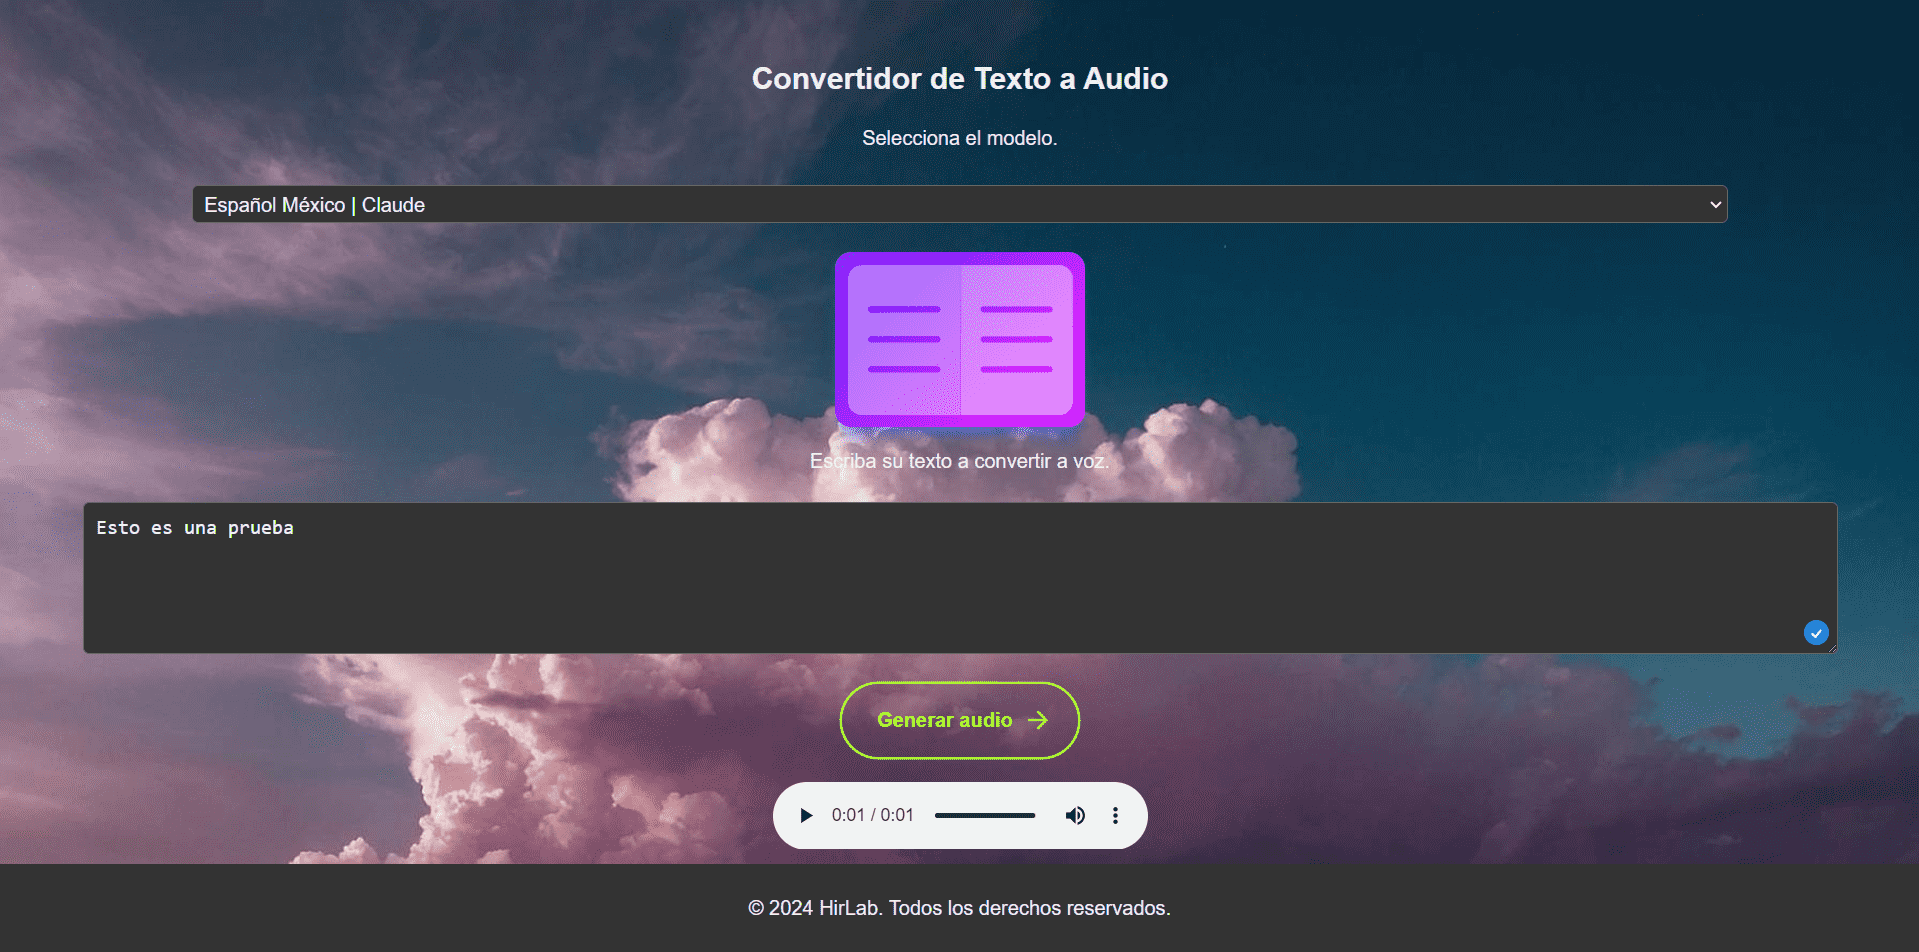 Convertidor de Texto a Audio
Selecciona el modelo.
Español México | Claude
Escriba su texto a convertir a voz.
Esto es una prueba
Generar audio
0:01 / 0:01
© 2024 HirLab. Todos los derechos reservados.